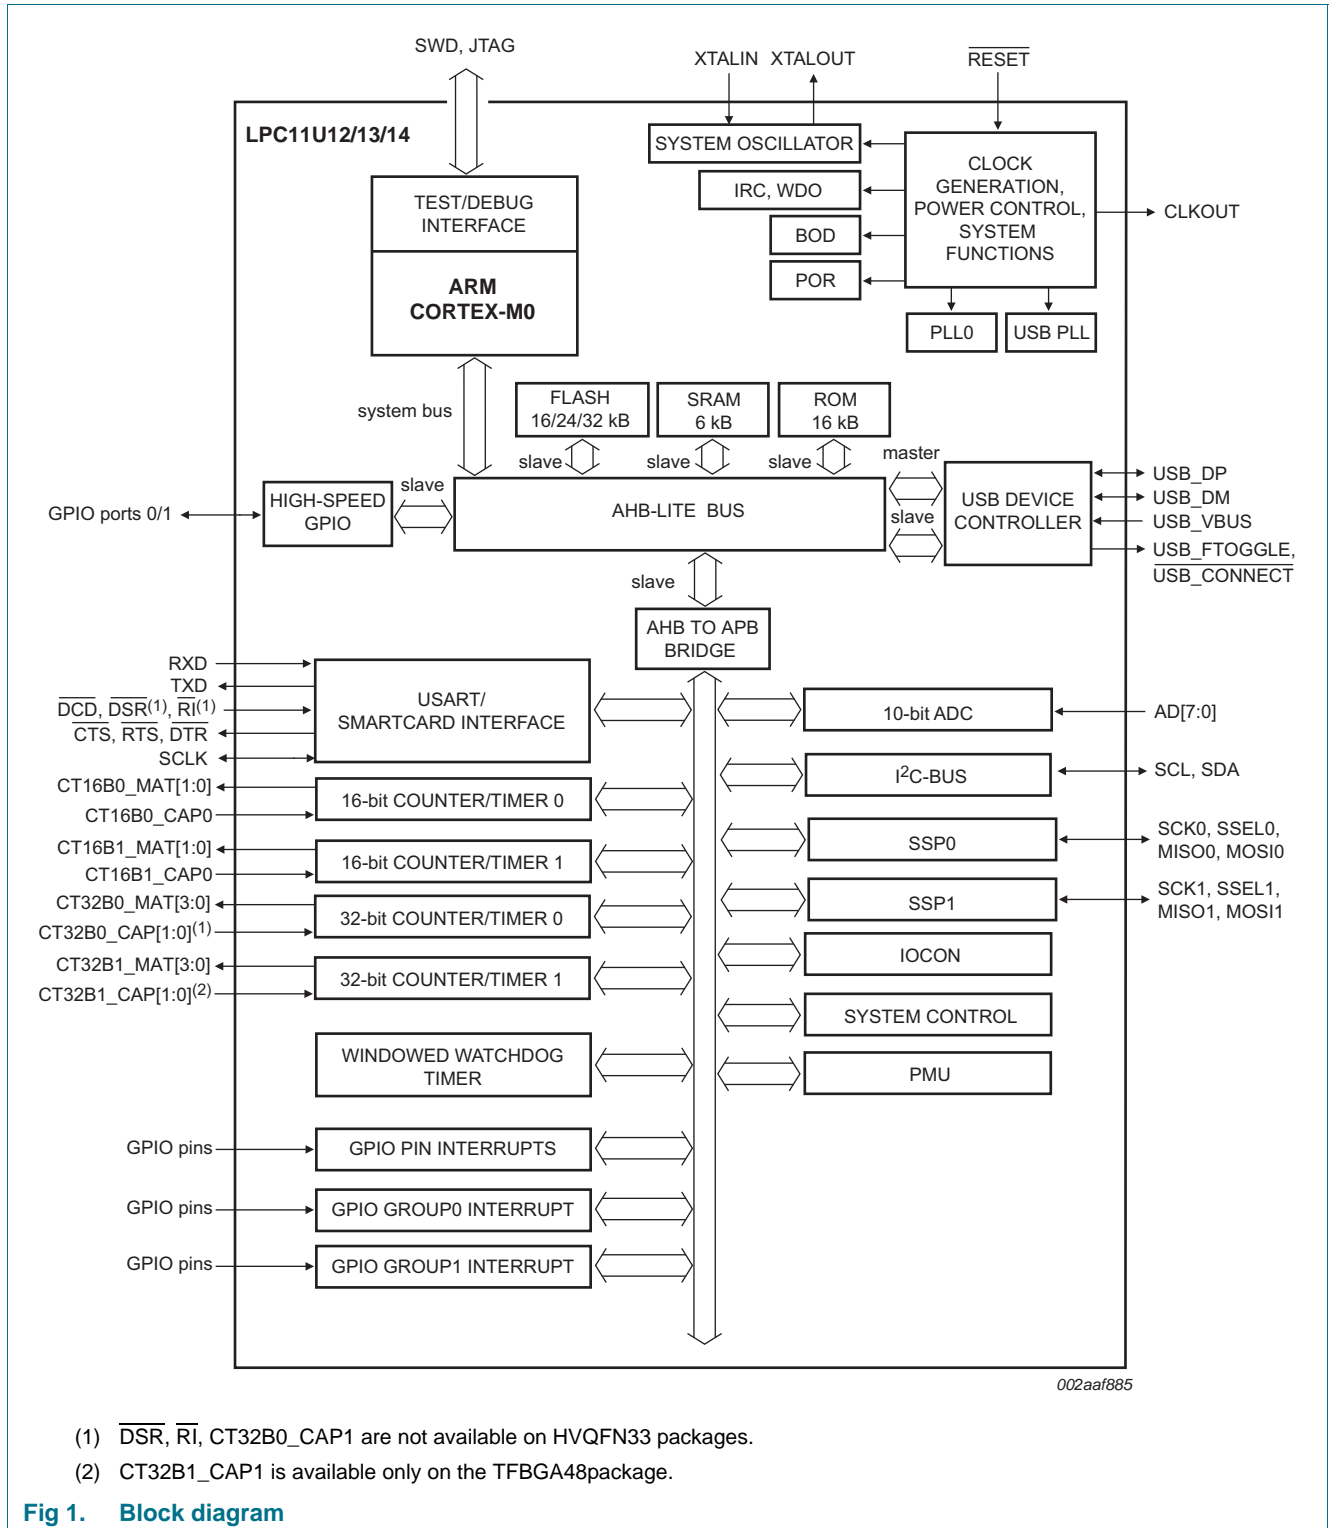 SWD, JTAG
XTALIN XTALOUT
RESET
LPC11U12/13/14
SYSTEM OSCILLATOR
CLOCK
GENERATION,
POWER CONTROL,
SYSTEM
FUNCTIONS
IRC, WDO
BOD
POR
CLKOUT
TEST/DEBUG
INTERFACE
ARM
CORTEX-M0
PLL0
USB PLL
system bus
FLASH
16/24/32 kB
SRAM
6 kB
ROM
16 kB
slave
slave
slave
master
slave
slave
GPIO ports 0/1
HIGH-SPEED
GPIO
AHB-LITE BUS
USB DEVICE
CONTROLLER
USB_DP
USB_DM
USB_VBUS
USB_FTOGGLE,
USB_CONNECT
slave
AHB TO APB
BRIDGE
RXD
TXD
DCD, DSR(1), RI(1)
CTS, RTS, DTR
SCLK
USART/
SMARTCARD INTERFACE
10-bit ADC
AD[7:0]
CT16B0_MAT[1:0]
CT16B0_CAP0
16-bit COUNTER/TIMER 0
I2C-BUS
SCL, SDA
CT16B1_MAT[1:0]
CT16B1_CAP0
16-bit COUNTER/TIMER 1
SSP0
SCK0, SSEL0,
MISO0, MOSI0
CT32B0_MAT[3:0]
CT32B0_CAP[1:0](1)
32-bit COUNTER/TIMER 0
SSP1
SCK1, SSEL1,
MISO1, MOSI1
CT32B1_MAT[3:0]
CT32B1_CAP[1:0](2)
32-bit COUNTER/TIMER 1
IOCON
SYSTEM CONTROL
WINDOWED WATCHDOG
TIMER
PMU
GPIO pins
GPIO PIN INTERRUPTS
GPIO pins
GPIO GROUP0 INTERRUPT
GPIO pins
GPIO GROUP1 INTERRUPT
002aaf885
(1) DSR, RI, CT32B0_CAP1 are not available on HVQFN33 packages.
(2) CT32B1_CAP1 is available only on the TFBGA48package.
Fig 1. Block diagram